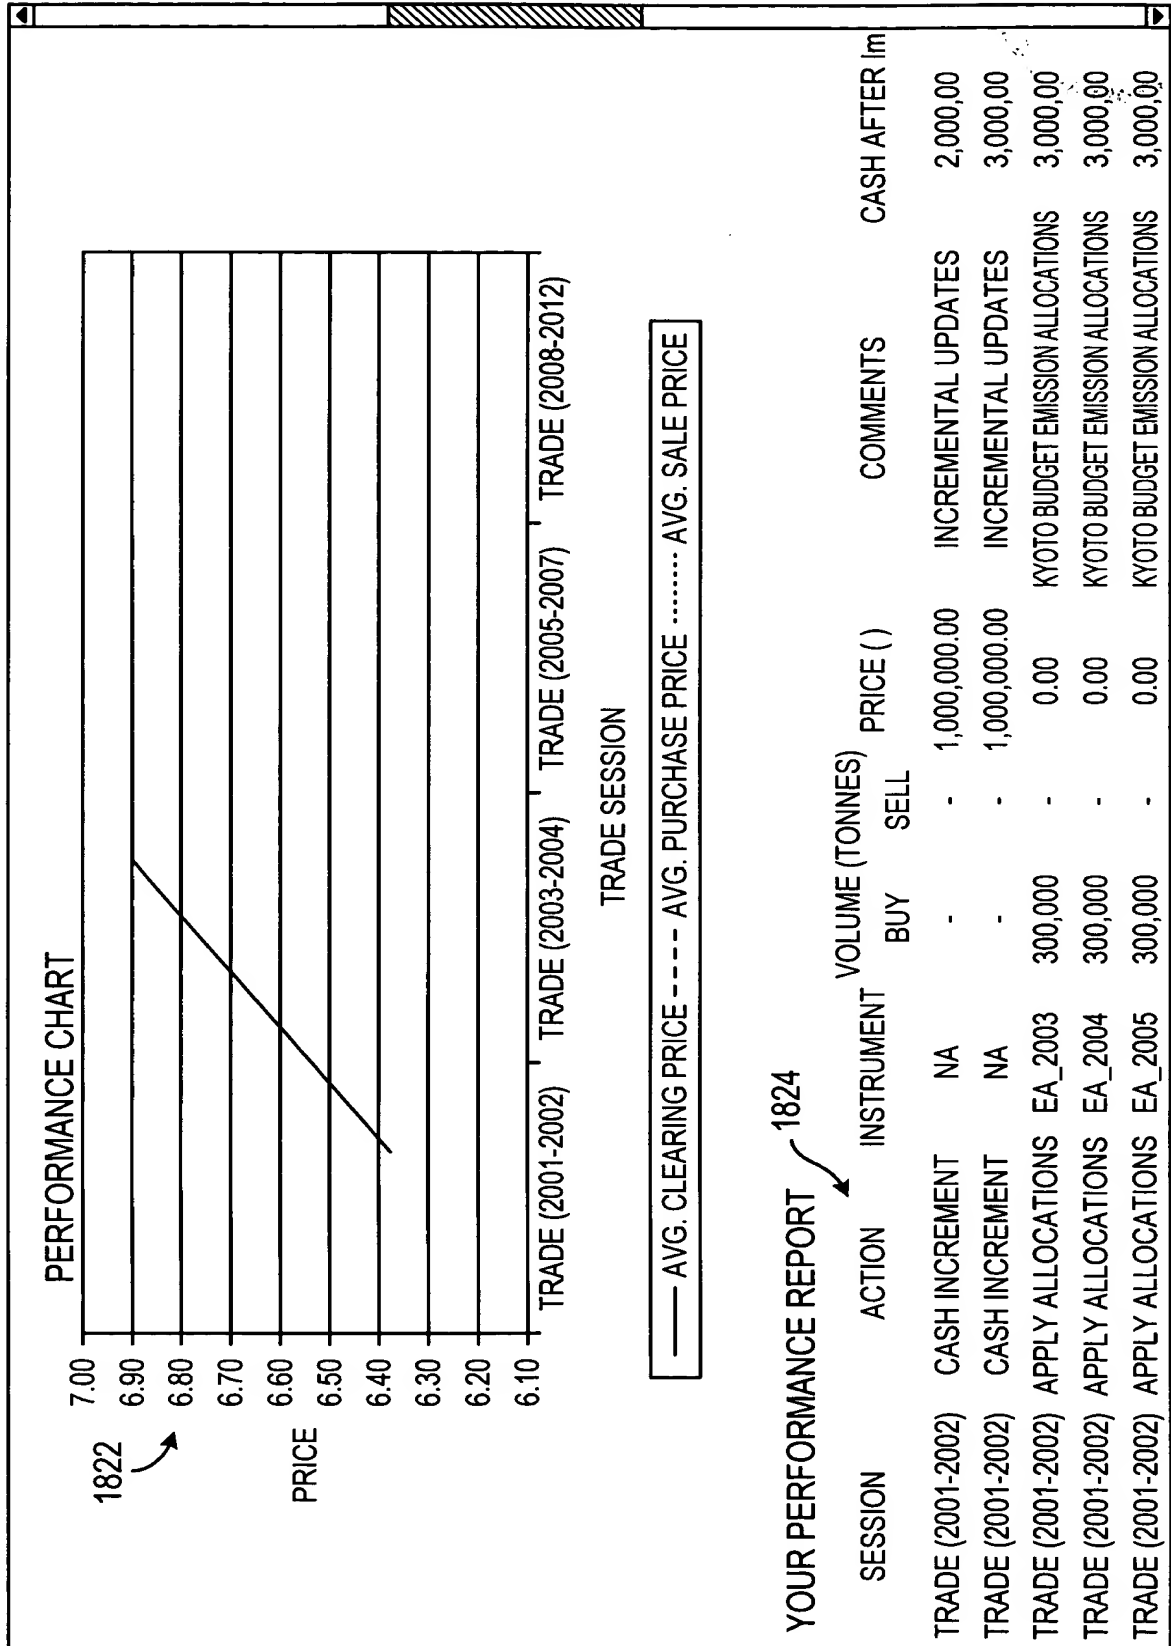 PERFORMANCE CHART
1822
PRICE
7.00
6.90
6.80
6.70
6.60
6.50
6.40
6.30
6.20
6.10
TRADE (2001-2002) TRADE (2003-2004) TRADE (2005-2007) TRADE (2008-2012)
TRADE SESSION
AVG. CLEARING PRICE AVG. PURCHASE PRICE AVG. SALE PRICE
YOUR PERFORMANCE REPORT 1824
VOLUME (TONNES)
SESSION ACTION INSTRUMENT BUY SELL PRICE ( ) COMMENTS CASH AFTER Im
TRADE (2001-2002) CASH INCREMENT NA - - 1,000,000.00 INCREMENTAL UPDATES 2,000,00
TRADE (2001-2002) CASH INCREMENT NA - - 1,000,000.00 INCREMENTAL UPDATES 3,000,00
TRADE (2001-2002) APPLY ALLOCATIONS EA_2003 300,000 - 0.00 KYOTO BUDGET EMISSION ALLOCATIONS 3,000,00
TRADE (2001-2002) APPLY ALLOCATIONS EA_2004 300,000 - 0.00 KYOTO BUDGET EMISSION ALLOCATIONS 3,000,00
TRADE (2001-2002) APPLY ALLOCATIONS EA_2005 300,000 - 0.00 KYOTO BUDGET EMISSION ALLOCATIONS 3,000,00